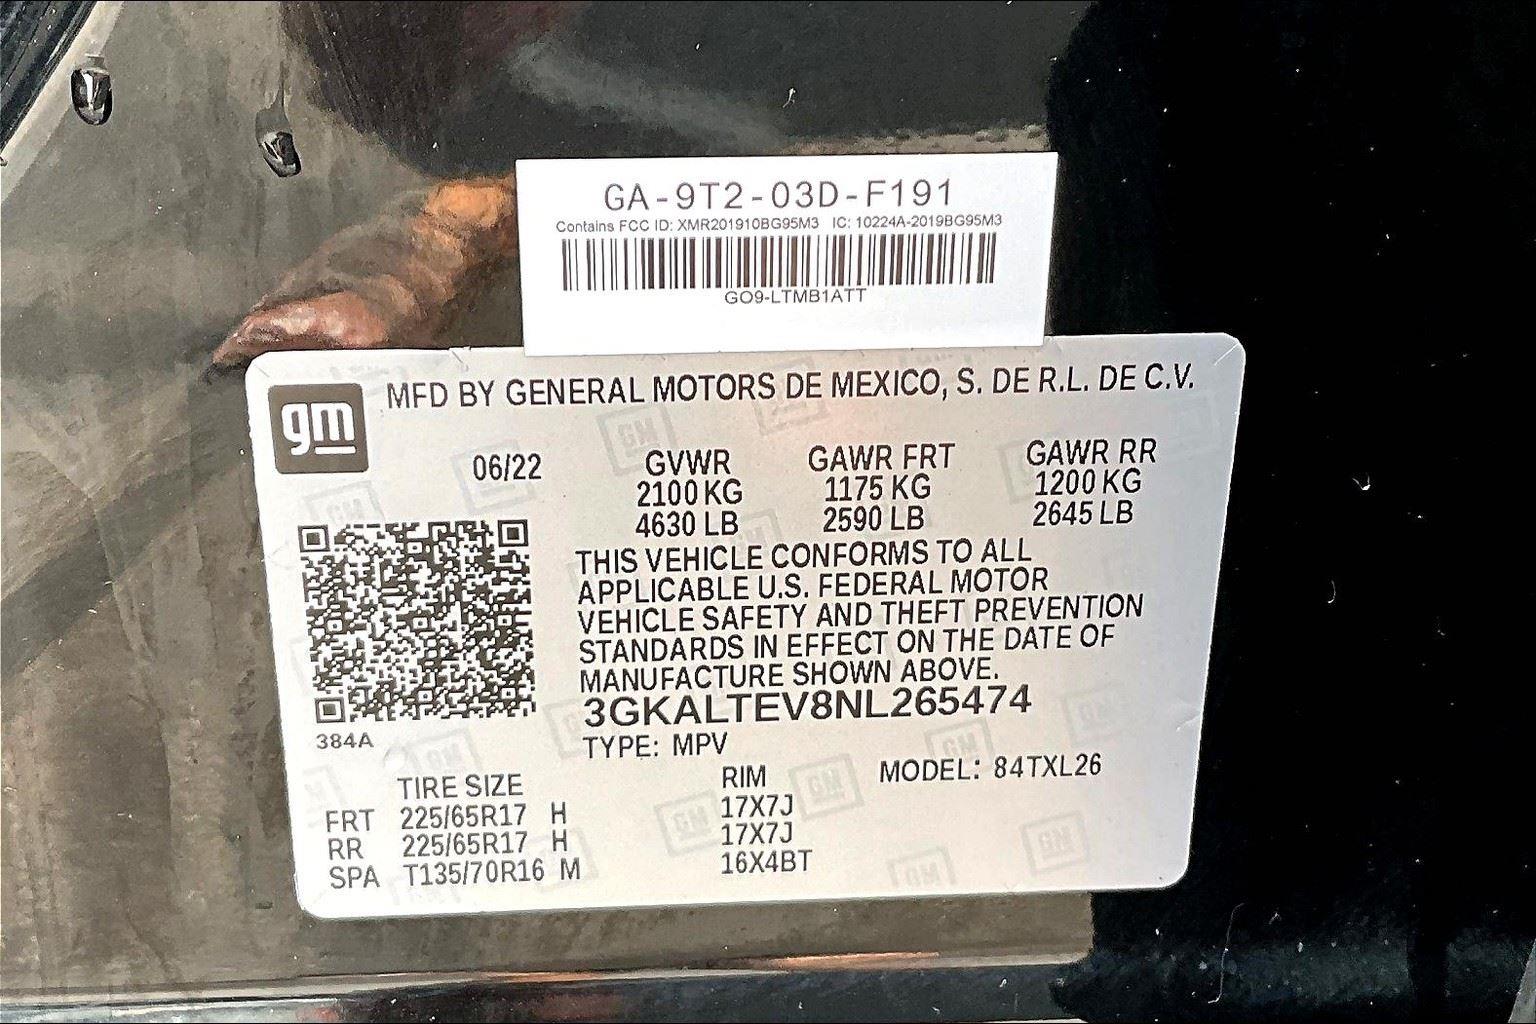 GA-9T2-03D-F191
Contains FCC ID: XMR201910BG95M3 IC: 10224A-2019BG95M3
GO9-LTMB1ATT
gm MFD BY GENERAL MOTORS DE MEXICO, S. DE R.L. DE C.V.
06/22 GVWR GAWR FRT GAWR RR
2100 KG 1175 KG 1200 KG
4630 LB 2590 LB 2645 LB
THIS VEHICLE CONFORMS TO ALL
APPLICABLE U.S. FEDERAL MOTOR
VEHICLE SAFETY AND THEFT PREVENTION
STANDARDS IN EFFECT ON THE DATE OF
MANUFACTURE SHOWN ABOVE.
3GKALTEV8NL265474
384A
TYPE: MPV
MODEL: 84TXL26
TIRE SIZE RIM
FRT 225/65R17 H 17X7J
RR 225/65R17 H 17X7J
SPA T135/70R16 M 16X4BT